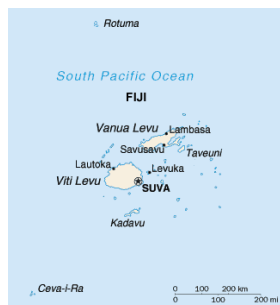 Rotuma
South Pacific Ocean
FIJI
Vanua Levu
Lambasa
Savusavu
Taveuni
Lautoka
Levuka
Viti Levu
SUVA
Kadavu
Ceva-i-Ra
0 100 200 km
0 100 200 mi